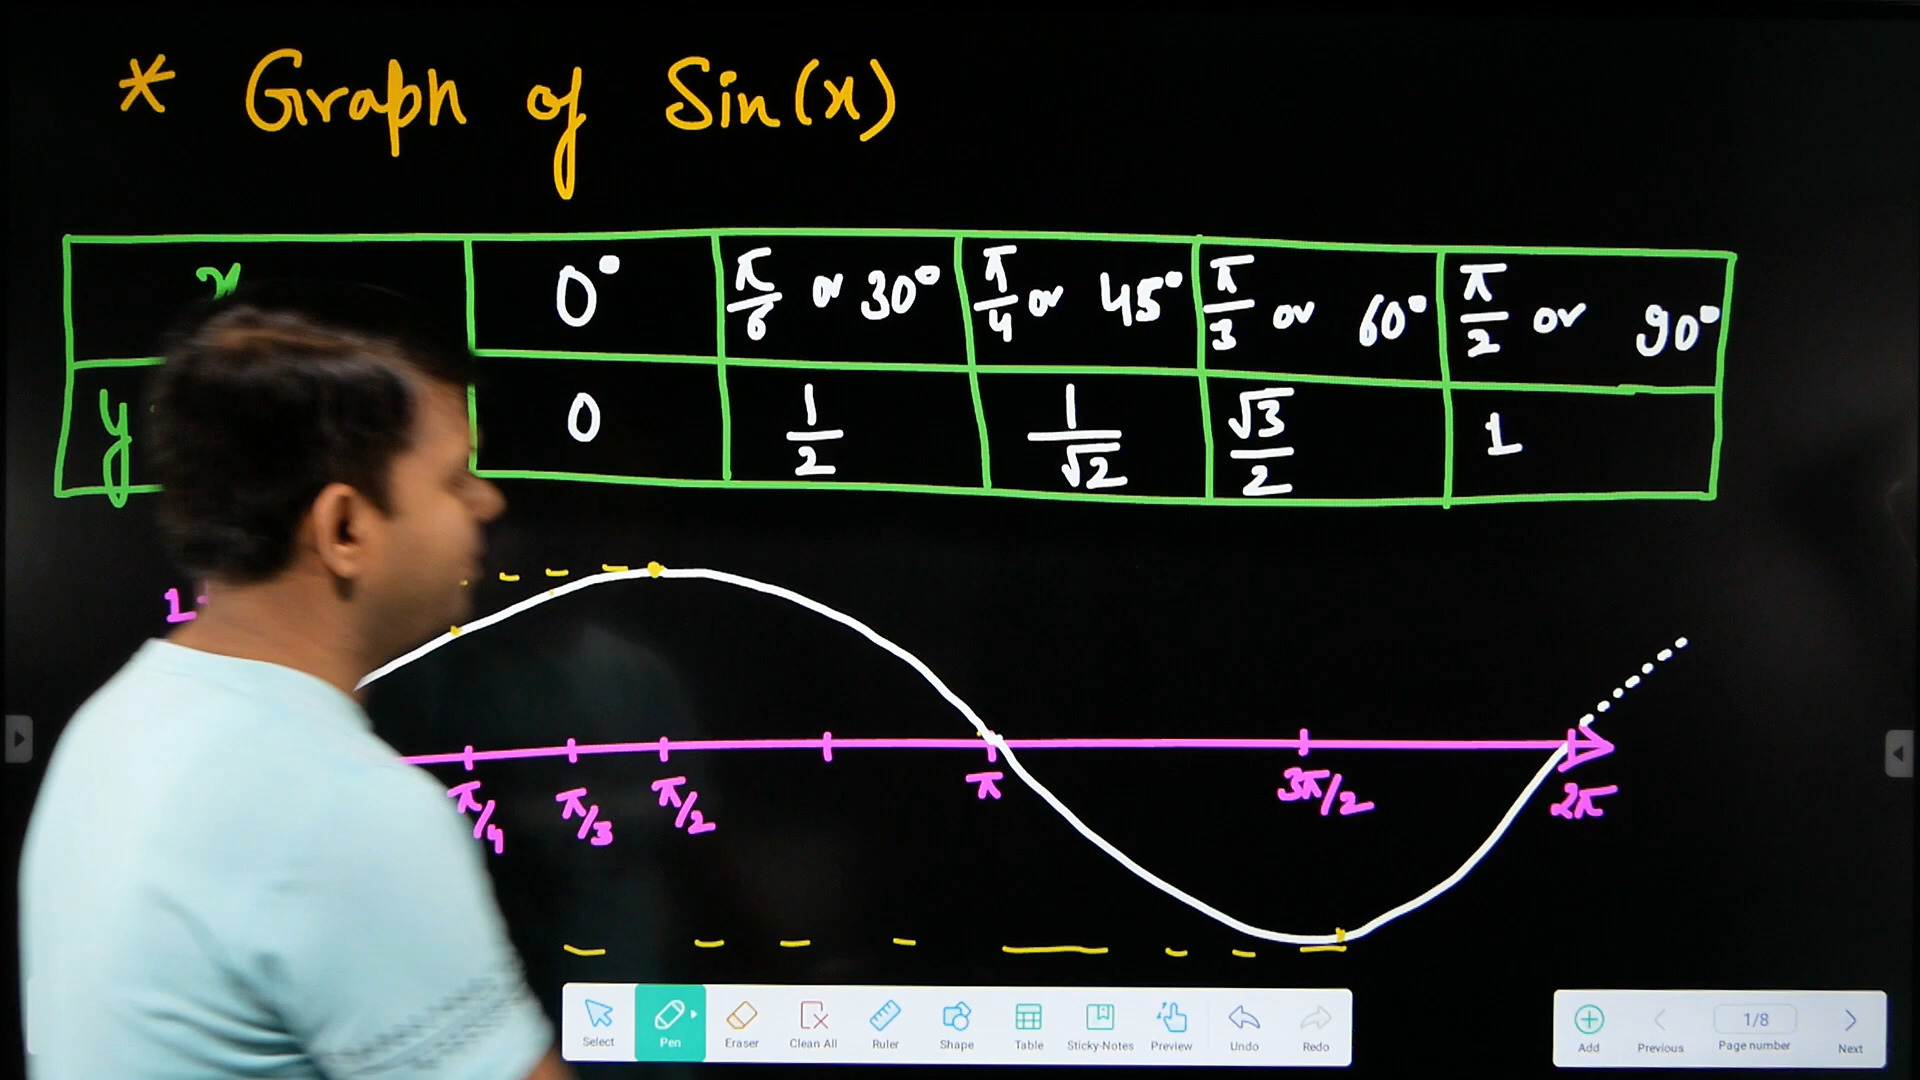 * Graph of Sin(x)
x 0° π/6 or 30° π/4 or 45° π/3 or 60° π/2 or 90°
y 0 1/2 1/√2 √3/2 1
1
π/4 π/3 π/2 π 3π/2 2π
Select Pen Eraser Clean All Ruler Shape Table Sticky-Notes Preview Undo Redo
Add Previous 1/8 Page number Next